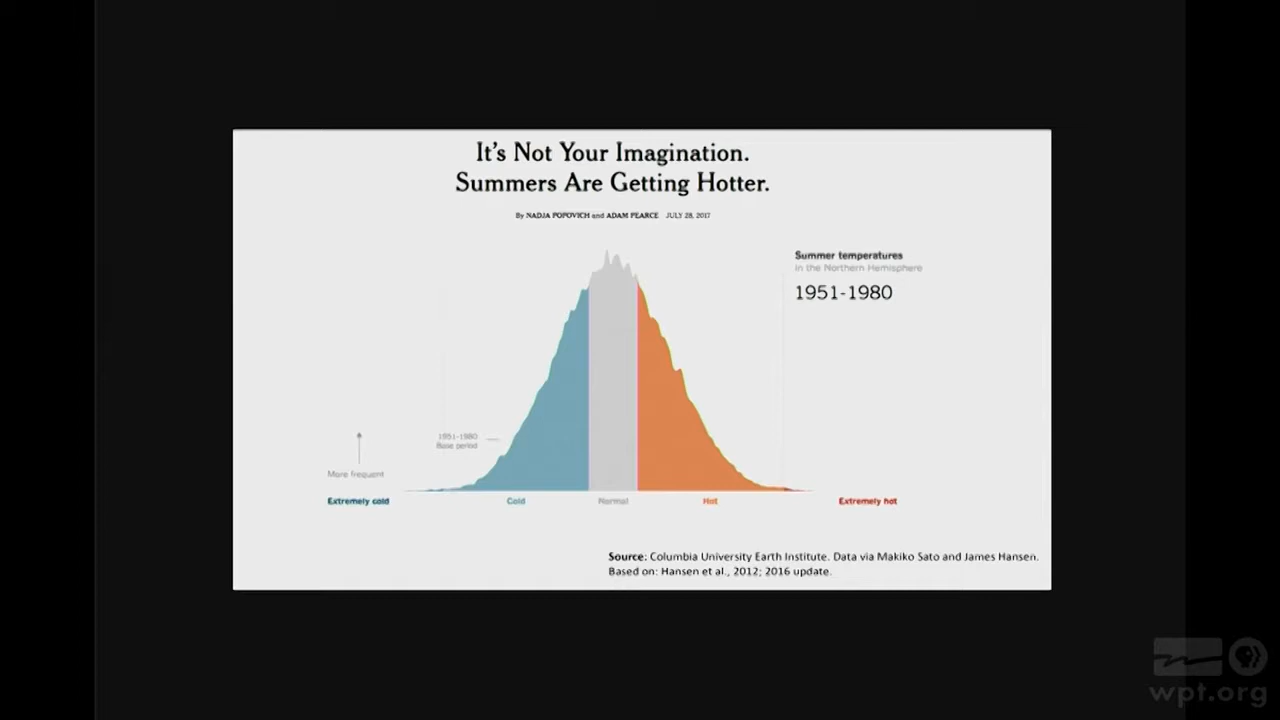 It's Not Your Imagination.
Summers Are Getting Hotter.
By NADJA POPOVICH and ADAM PEARCE JULY 28, 2017
Summer temperatures
In the Northern Hemisphere
1951-1980
1951-1980
Base period
More frequent
Extremely cold
Cold
Normal
Hot
Extremely hot
Source: Columbia University Earth Institute. Data via Makiko Sato and James Hansen.
Based on: Hansen et al., 2012; 2016 update.
wpt.org